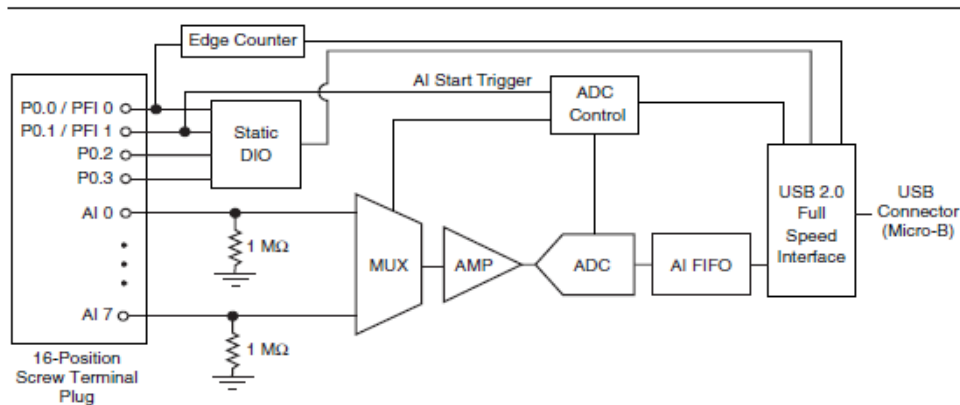 Edge Counter
AI Start Trigger
ADC
Control
P0.0 / PFI 0
P0.1 / PFI 1
P0.2
P0.3
AI 0
AI 7
Static
DIO
1 MΩ
1 MΩ
MUX
AMP
ADC
AI FIFO
USB 2.0
Full
Speed
Interface
USB
Connector
(Micro-B)
16-Position
Screw Terminal
Plug